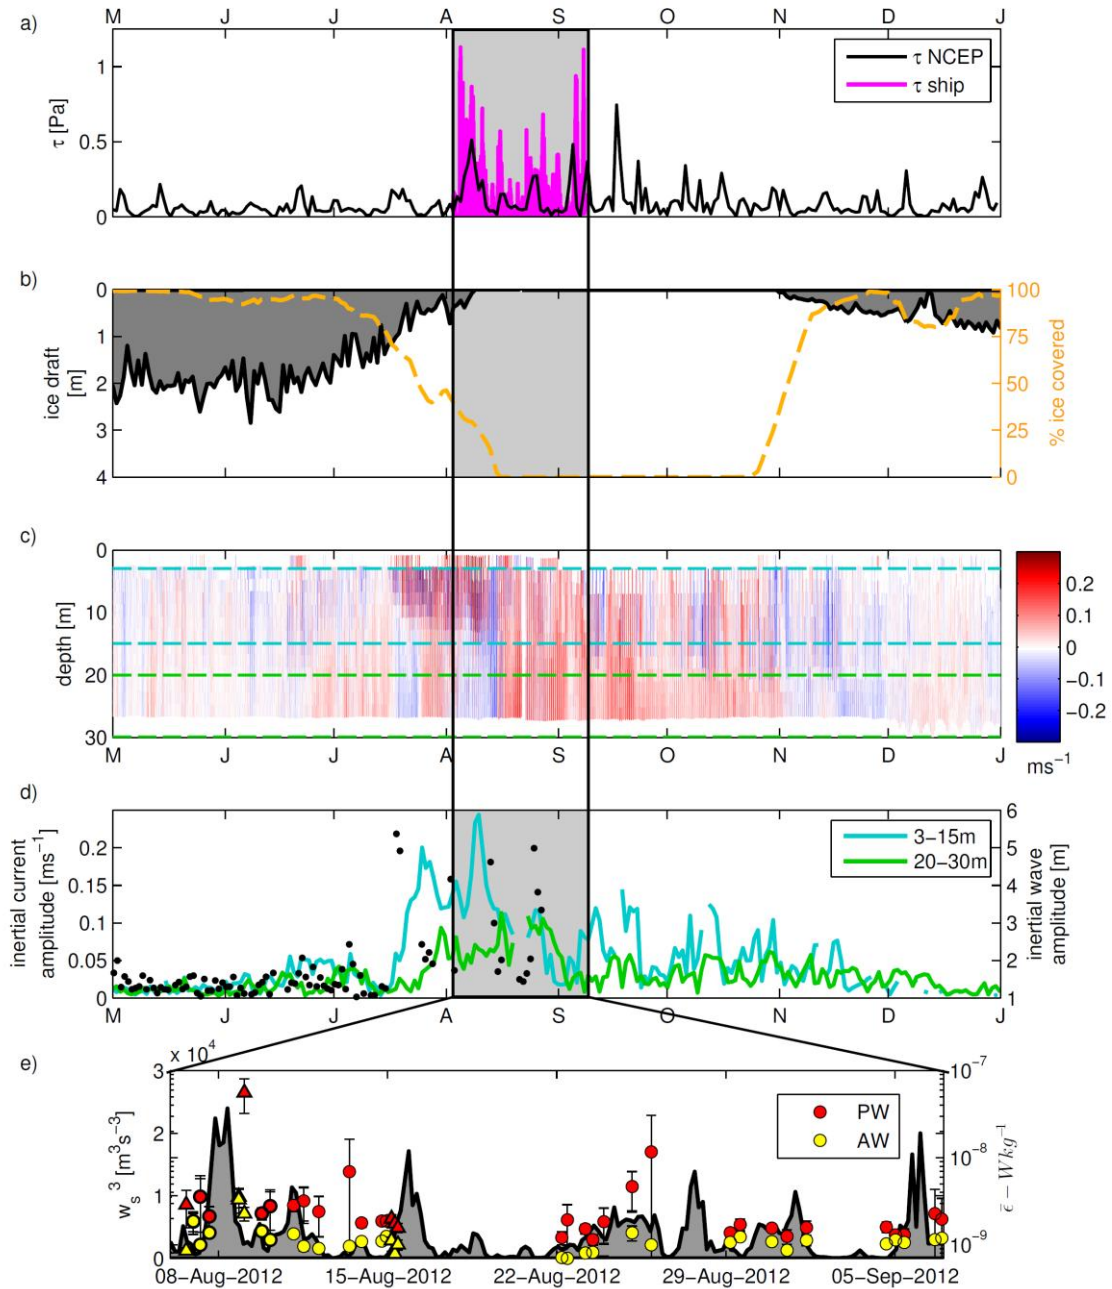 a)
M J J A S O N D J
τ [Pa]
1
0.5
0
τ NCEP
τ ship
b)
ice draft
[m]
0
1
2
3
4
% ice covered
100
75
50
25
0
M J J A S O N D J
c)
depth [m]
0
10
20
30
0.2
0.1
0
−0.1
−0.2
ms⁻¹
M J J A S O N D J
d)
inertial current
amplitude [ms⁻¹]
0.2
0.15
0.1
0.05
0
3−15m
20−30m
inertial wave
amplitude [m]
6
5
4
3
2
1
M J J A S O N D J
e)
x 10⁴
w_s³ [m³s⁻³]
3
2
1
0
PW
AW
ε̄ − Wkg⁻¹
10⁻⁷
10⁻⁸
10⁻⁹
08−Aug−2012 15−Aug−2012 22−Aug−2012 29−Aug−2012 05−Sep−2012